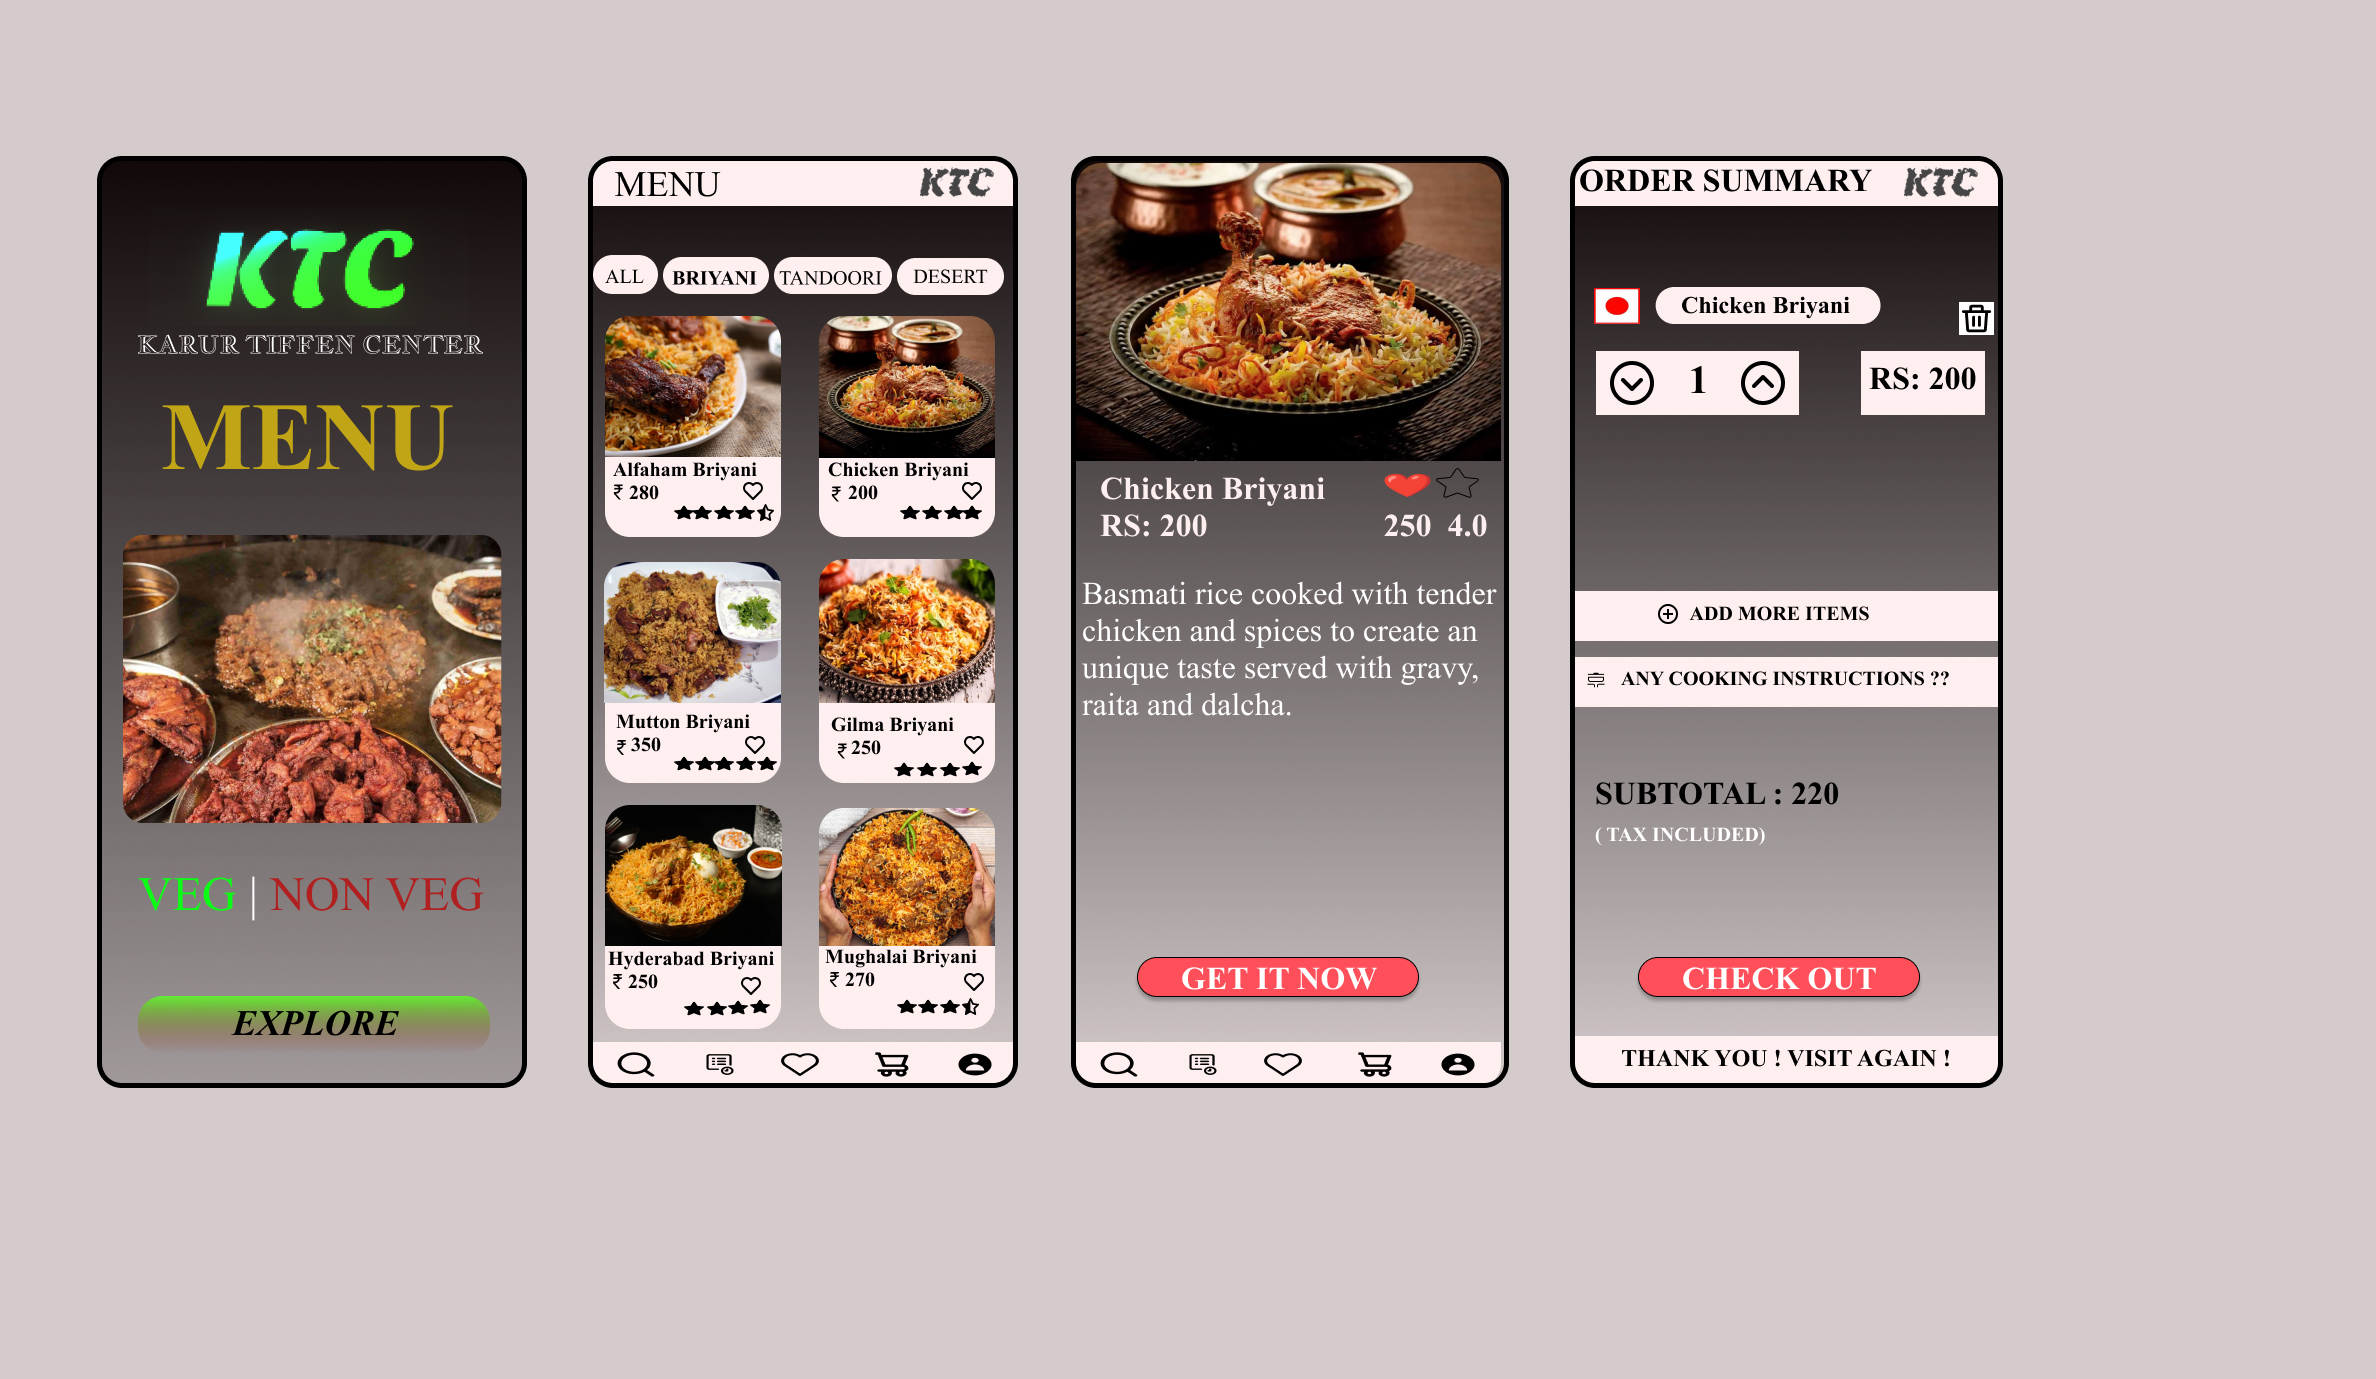 KTC
KARUR TIFFEN CENTER
MENU
VEG | NON VEG
EXPLORE
MENU
KTC
ALL
BRIYANI
TANDOORI
DESERT
Alfaham Briyani
₹ 280
Chicken Briyani
₹ 200
Mutton Briyani
₹ 350
Gilma Briyani
₹ 250
Hyderabad Briyani
₹ 250
Mughalai Briyani
₹ 270
Chicken Briyani
RS: 200
250 4.0
Basmati rice cooked with tender
chicken and spices to create an
unique taste served with gravy,
raita and dalcha.
GET IT NOW
ORDER SUMMARY
KTC
Chicken Briyani
1
RS: 200
ADD MORE ITEMS
ANY COOKING INSTRUCTIONS ??
SUBTOTAL : 220
( TAX INCLUDED)
CHECK OUT
THANK YOU ! VISIT AGAIN !